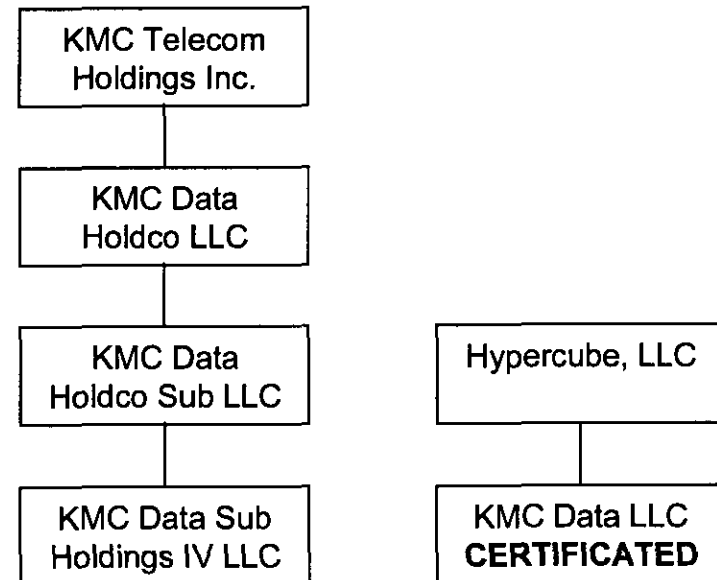 KMC Telecom
Holdings Inc.
KMC Data
Holdco LLC
KMC Data
Holdco Sub LLC
Hypercube, LLC
KMC Data Sub
Holdings IV LLC
KMC Data LLC
CERTIFICATED